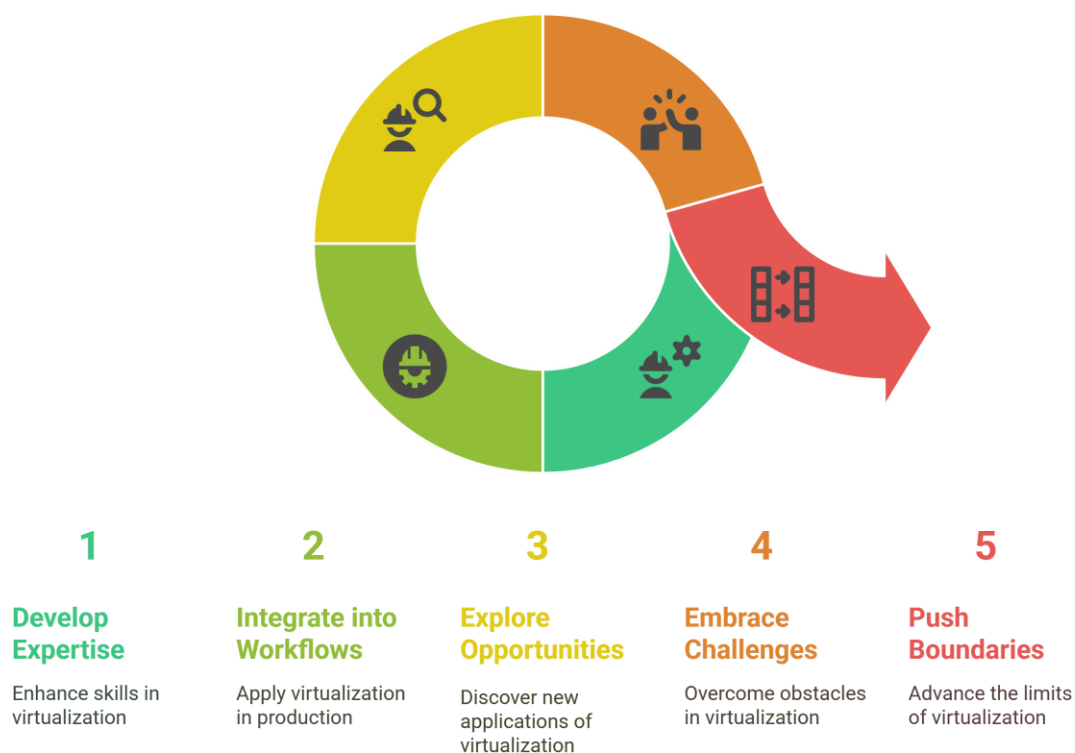 1
Develop
Expertise
Enhance skills in
virtualization
2
Integrate into
Workflows
Apply virtualization
in production
3
Explore
Opportunities
Discover new
applications of
virtualization
4
Embrace
Challenges
Overcome obstacles
in virtualization
5
Push
Boundaries
Advance the limits
of virtualization